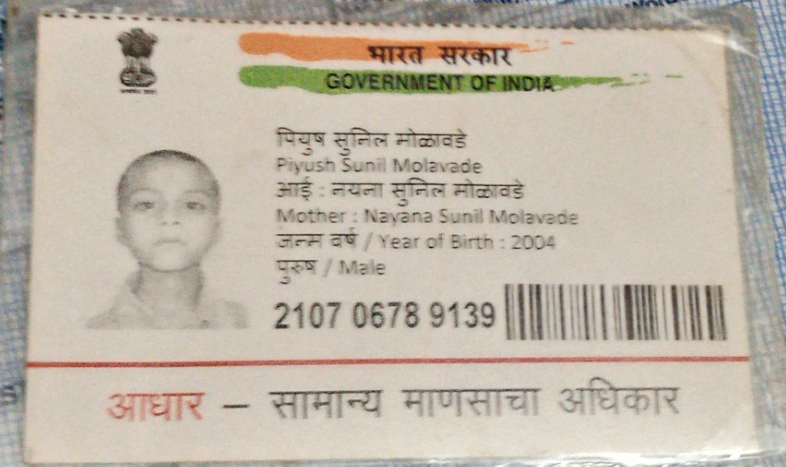 भारत सरकार
GOVERNMENT OF INDIA
पियुष सुनिल मोळावडे
Piyush Sunil Molavade
आई : नयना सुनिल मोळावडे
Mother : Nayana Sunil Molavade
जन्म वर्ष / Year of Birth : 2004
पुरुष / Male
2107 0678 9139
आधार — सामान्य माणसाचा अधिकार